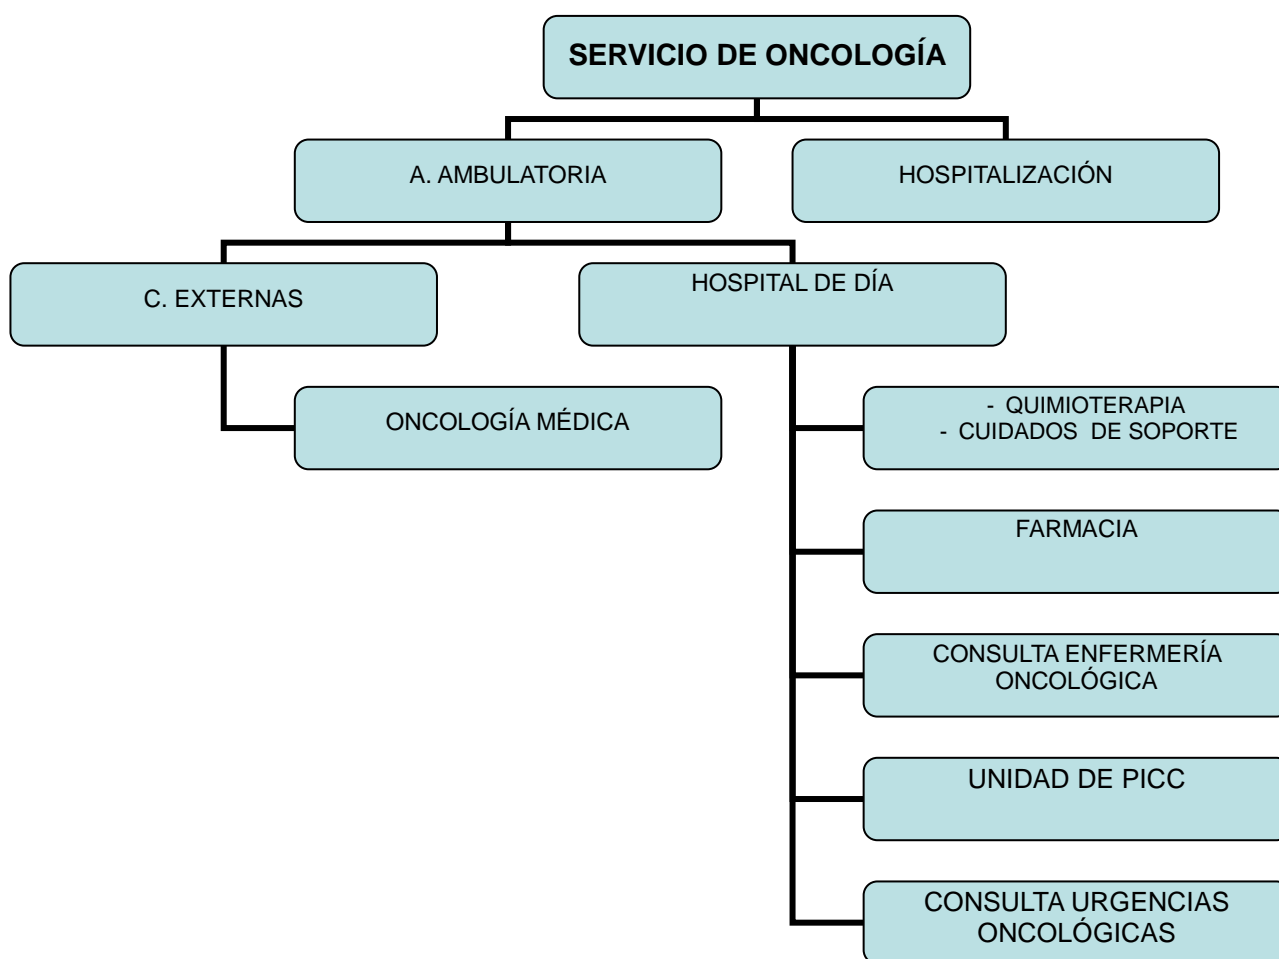 SERVICIO DE ONCOLOGÍA
A. AMBULATORIA
HOSPITALIZACIÓN
C. EXTERNAS
HOSPITAL DE DÍA
ONCOLOGÍA MÉDICA
- QUIMIOTERAPIA
- CUIDADOS DE SOPORTE
FARMACIA
CONSULTA ENFERMERÍA
ONCOLÓGICA
UNIDAD DE PICC
CONSULTA URGENCIAS
ONCOLÓGICAS